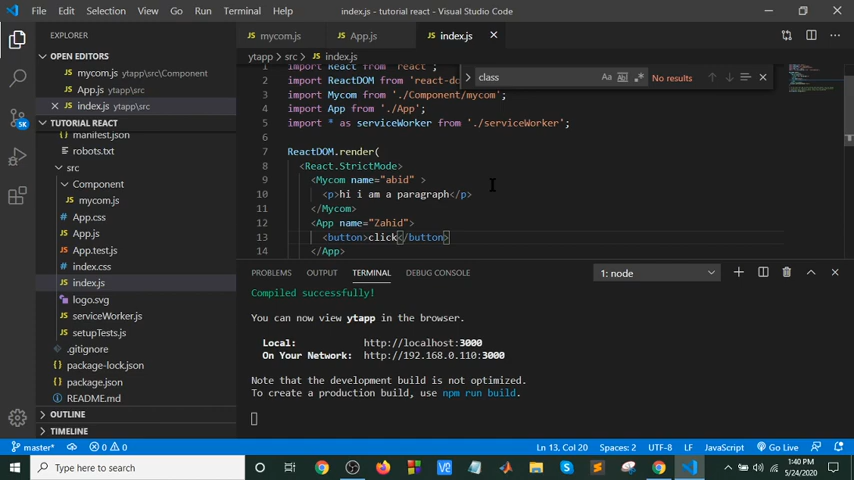 File Edit Selection View Go Run Terminal Help
index.js - tutorial react - Visual Studio Code
EXPLORER
OPEN EDITORS
mycom.js ytapp\src\Component
App.js ytapp\src
index.js ytapp\src
TUTORIAL REACT
manifest.json
robots.txt
src
Component
mycom.js
App.css
App.js
App.test.js
index.css
index.js
logo.svg
serviceWorker.js
setupTests.js
.gitignore
package-lock.json
package.json
README.md
OUTLINE
TIMELINE
5K
mycom.js App.js index.js
ytapp > src > index.js
class Aa Ab No results
1 import React from 'react';
2 import ReactDOM from 'react-do
3 import Mycom from './Component/mycom';
4 import App from './App';
5 import * as serviceWorker from './serviceWorker';
6
7 ReactDOM.render(
8 <React.StrictMode>
9 <Mycom name="abid" >
10 <p>hi i am a paragraph</p>
11 </Mycom>
12 <App name="Zahid">
13 <button>click</button>
14 </App>
PROBLEMS OUTPUT TERMINAL DEBUG CONSOLE 1: node
Compiled successfully!
You can now view ytapp in the browser.
Local: http://localhost:3000
On Your Network: http://192.168.0.110:3000
Note that the development build is not optimized.
To create a production build, use npm run build.
master* 0 0 Ln 13, Col 20 Spaces: 2 UTF-8 LF JavaScript Go Live
Type here to search
1:40 PM
5/24/2020